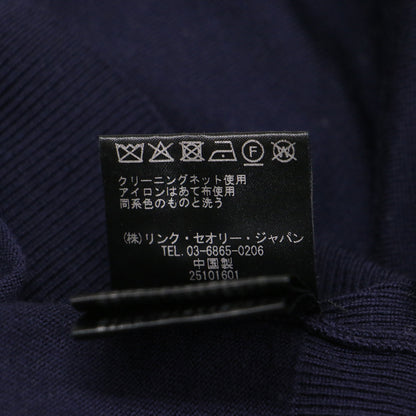 クリーニングネット使用
アイロンはあて布使用
同系色のものと洗う
(株)リンク・セオリー・ジャパン
TEL.03-6865-0206
中国製
25101601